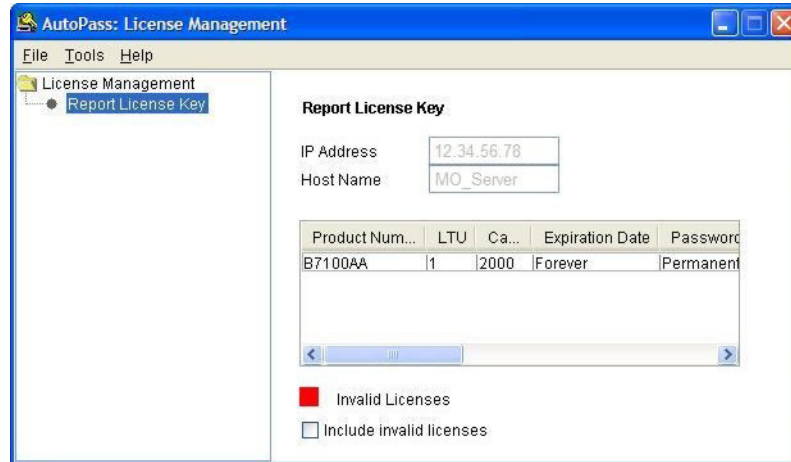 AutoPass: License Management
File Tools Help
License Management
Report License Key
Report License Key
IP Address 12.34.56.78
Host Name MO_Server
Product Num... LTU Ca... Expiration Date Password
B7100AA 1 2000 Forever Permanent
Invalid Licenses
Include invalid licenses